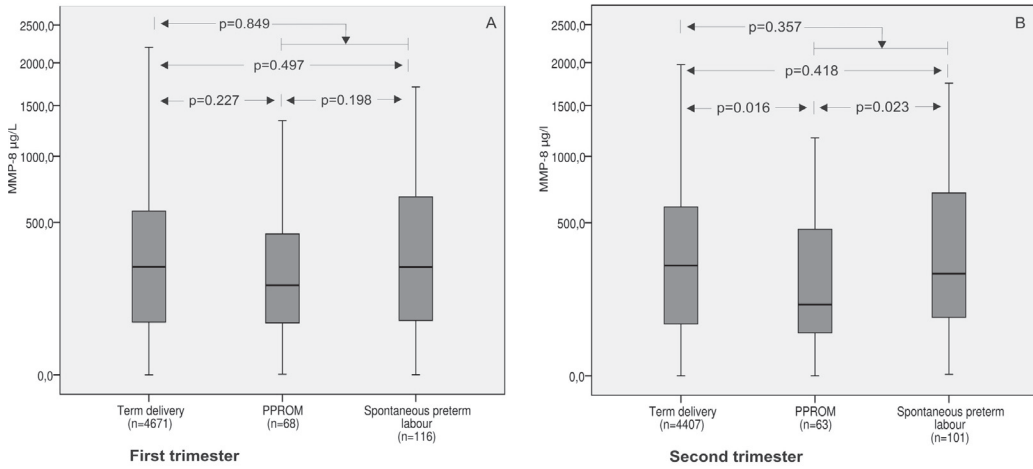 A
2500,0
2000,0
1500,0
1000,0
500,0
0,0
MMP-8 µg/L
p=0.849
p=0.497
p=0.227
p=0.198
Term delivery
(n=4671)
PPROM
(n=68)
Spontaneous preterm
labour
(n=116)
First trimester
B
2500,0
2000,0
1500,0
1000,0
500,0
0,0
MMP-8 µg/l
p=0.357
p=0.418
p=0.016
p=0.023
Term delivery
(n=4407)
PPROM
(n=63)
Spontaneous preterm
labour
(n=101)
Second trimester